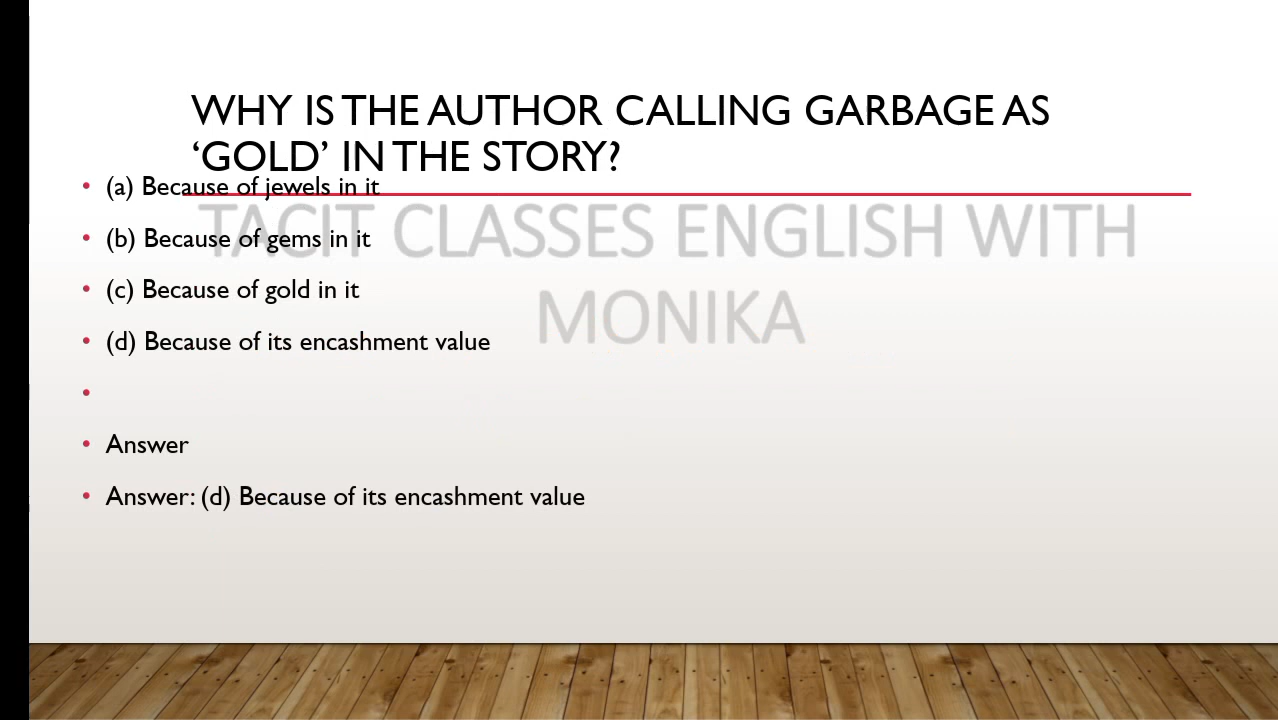 WHY IS THE AUTHOR CALLING GARBAGE AS
‘GOLD’ IN THE STORY?
• (a) Because of jewels in it
TACIT CLASSES ENGLISH WITH
MONIKA
• (b) Because of gems in it
• (c) Because of gold in it
• (d) Because of its encashment value
•
• Answer
• Answer: (d) Because of its encashment value